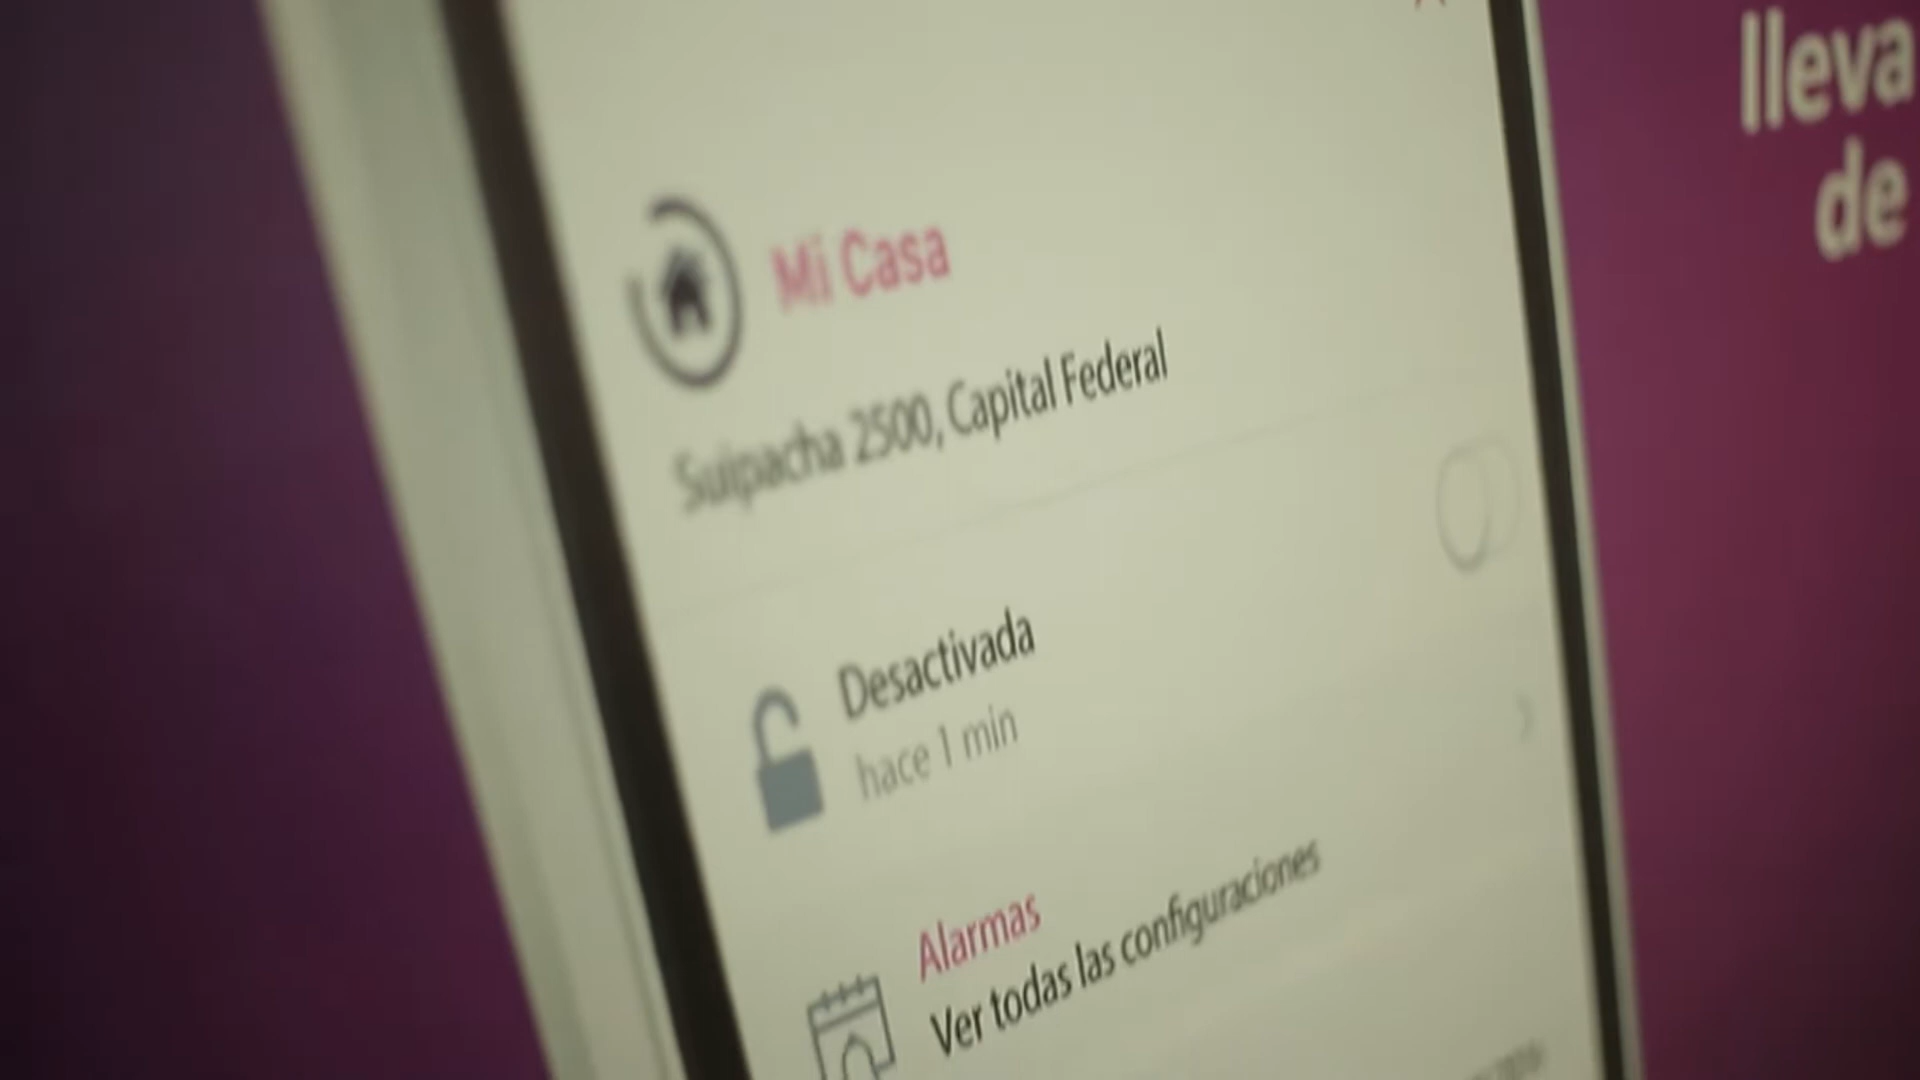 lleva
de
Mi Casa
Suipacha 2500, Capital Federal
Desactivada
hace 1 min
Alarmas
Ver todas las configuraciones